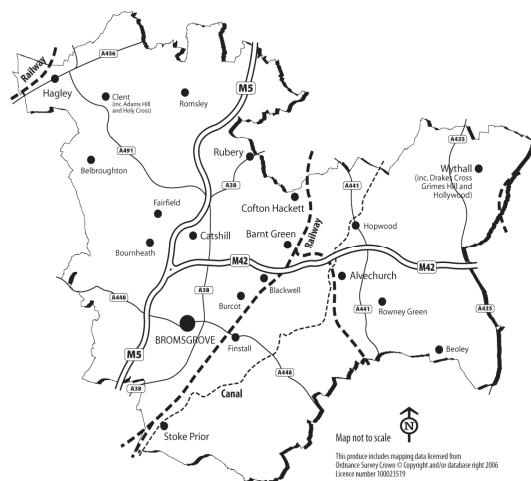 A456
Railway
Hagley
Clent
(inc. Adams Hill
and Holy Cross)
Romsley
M5
A435
A491
Rubery
Wythall
(inc. Drakes Cross
Grimes Hill and
Hollywood)
Belbroughton
A38
A441
Cofton Hackett
Fairfield
Hopwood
Catshill
Barnt Green
Railway
Bournheath
M42
Alvechurch
M42
Blackwell
A38
A448
Burcot
A441
Rowney Green
A435
BROMSGROVE
Finstall
Beoley
M5
A448
A38
Canal
Stoke Prior
Map not to scale
N
This produce includes mapping data licensed from
Ordnance Survey Crown © Copyright and/or database right 2006
Licence number 100023519